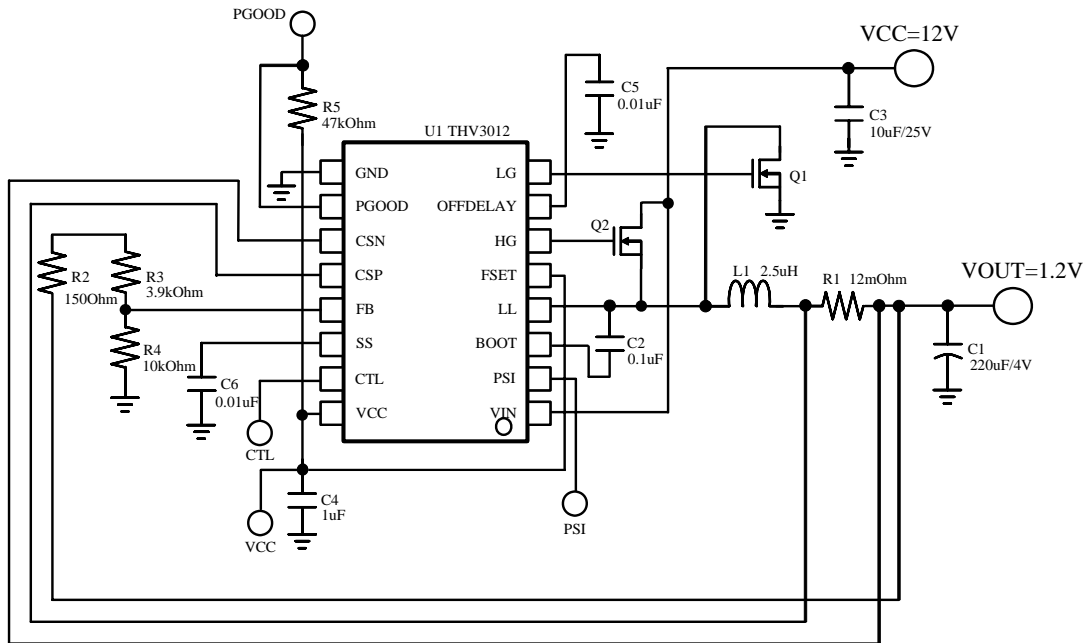 PGOOD
VCC=12V
C5
0.01uF
R5
47kOhm
C3
10uF/25V
U1 THV3012
GND
LG
Q1
PGOOD
OFFDELAY
CSN
HG
Q2
CSP
FSET
R2
150Ohm
R3
3.9kOhm
L1 2.5uH
R1 12mOhm
VOUT=1.2V
FB
LL
R4
10kOhm
SS
BOOT
C2
0.1uF
C1
220uF/4V
C6
0.01uF
CTL
PSI
VCC
VIN
CTL
C4
1uF
VCC
PSI